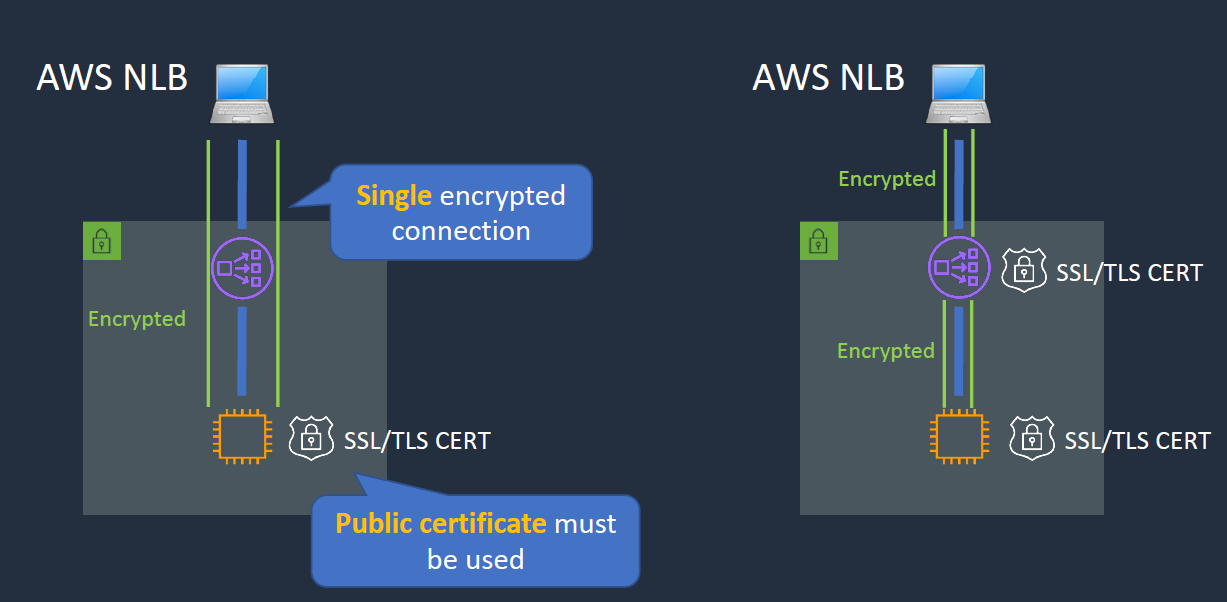 AWS NLB
Single encrypted
connection
Encrypted
SSL/TLS CERT
Public certificate must
be used
AWS NLB
Encrypted
SSL/TLS CERT
Encrypted
SSL/TLS CERT